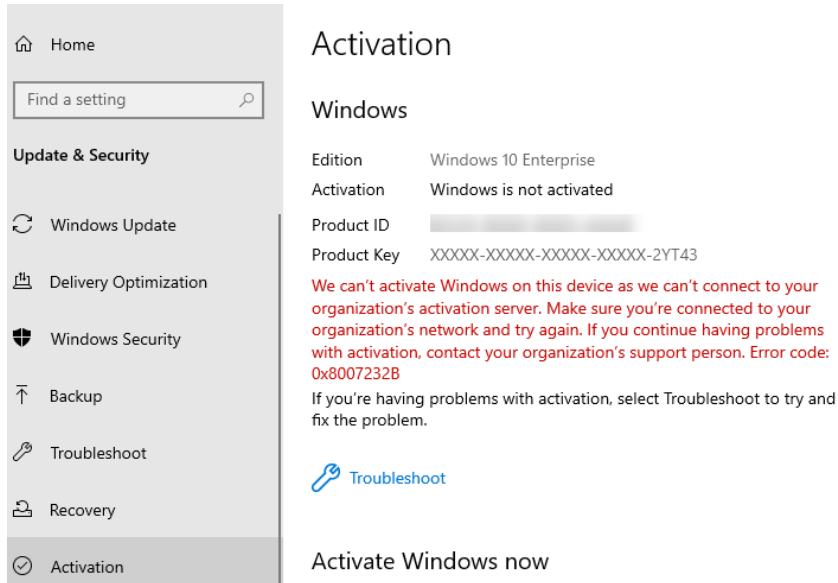 Home
Find a setting
Update & Security
Windows Update
Delivery Optimization
Windows Security
Backup
Troubleshoot
Recovery
Activation
Activation
Windows
Edition Windows 10 Enterprise
Activation Windows is not activated
Product ID
Product Key XXXXX-XXXXX-XXXXX-XXXXX-2YT43
We can't activate Windows on this device as we can't connect to your
organization's activation server. Make sure you're connected to your
organization's network and try again. If you continue having problems
with activation, contact your organization's support person. Error code:
0x8007232B
If you're having problems with activation, select Troubleshoot to try and
fix the problem.
Troubleshoot
Activate Windows now